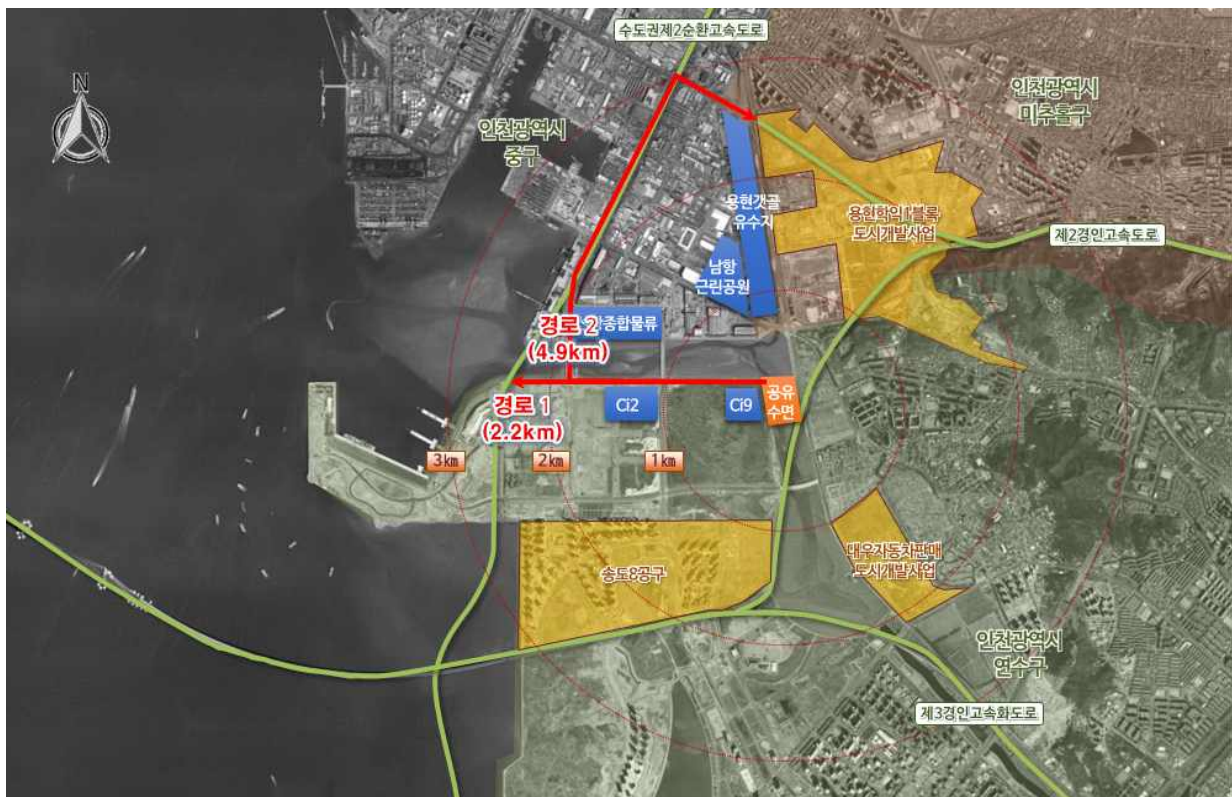 수도권제2순환고속도로
N
인천광역시
미추홀구
인천광역시
중구
용현갯골
유수지
용현학익1블록
도시개발사업
제2경인고속도로
남항
근린공원
종합물류
경로 2
(4.9km)
경로 1
(2.2km)
Ci2
Ci9
공유
수면
3㎞
2㎞
1㎞
송도8공구
대우자동차판매
도시개발사업
인천광역시
연수구
제3경인고속화도로